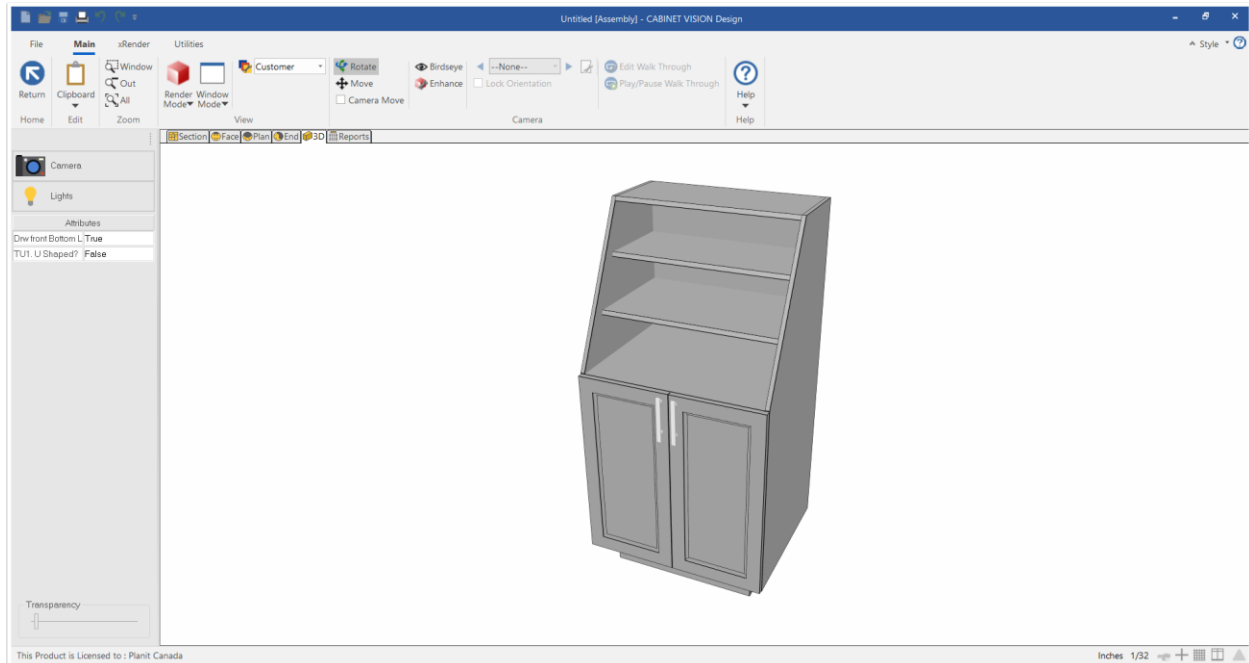 Untitled [Assembly] - CABINET VISION Design
File Main xRender Utilities Style
Return
Clipboard
Window
Out
All
Render Mode
Window Mode
Customer
Rotate
Move
Camera Move
Birdseye
Enhance
--None--
Lock Orientation
Edit Walk Through
Play/Pause Walk Through
Help
Home Edit Zoom View Camera Help
Section Face Plan End 3D Reports
Camera
Lights
Attributes
Drw front Bottom L True
TU1. U Shaped? False
Transparency
This Product is Licensed to : Planit Canada Inches 1/32